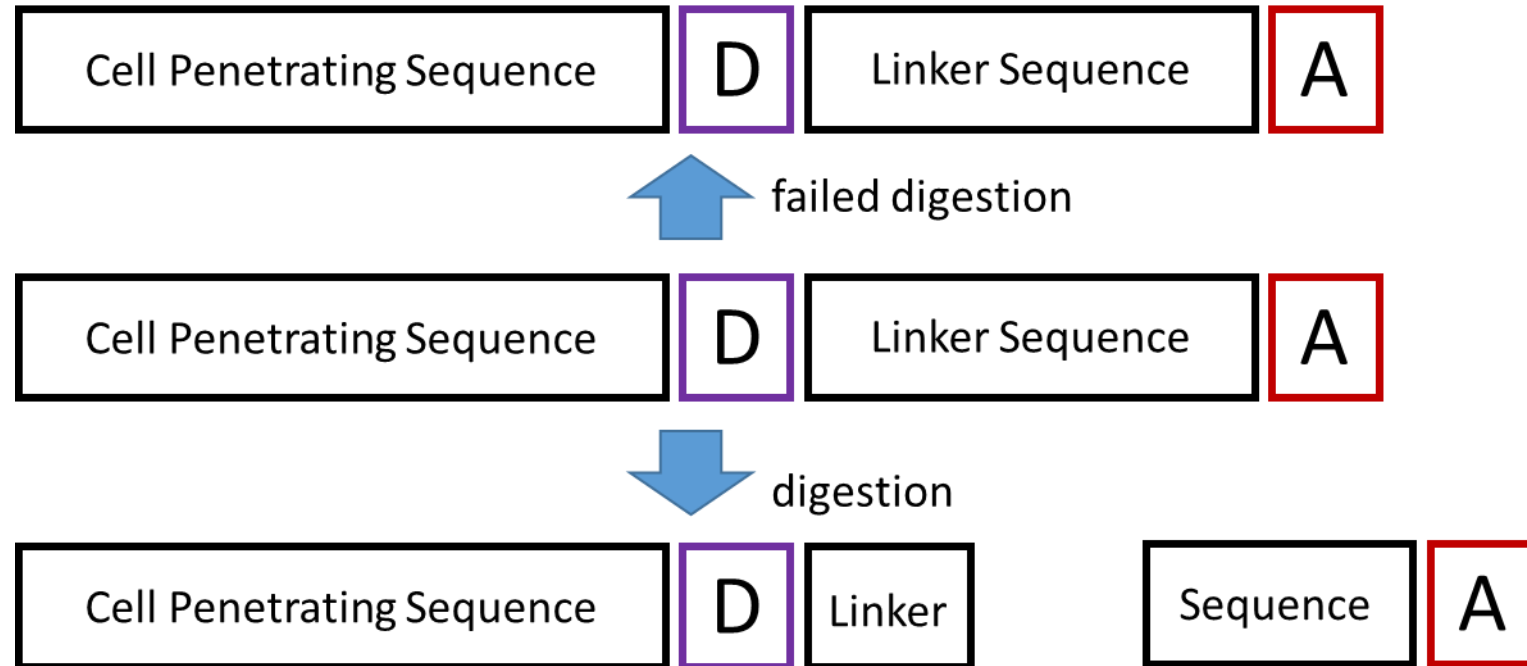 Cell Penetrating Sequence D Linker Sequence A
failed digestion
Cell Penetrating Sequence D Linker Sequence A
digestion
Cell Penetrating Sequence D Linker Sequence A